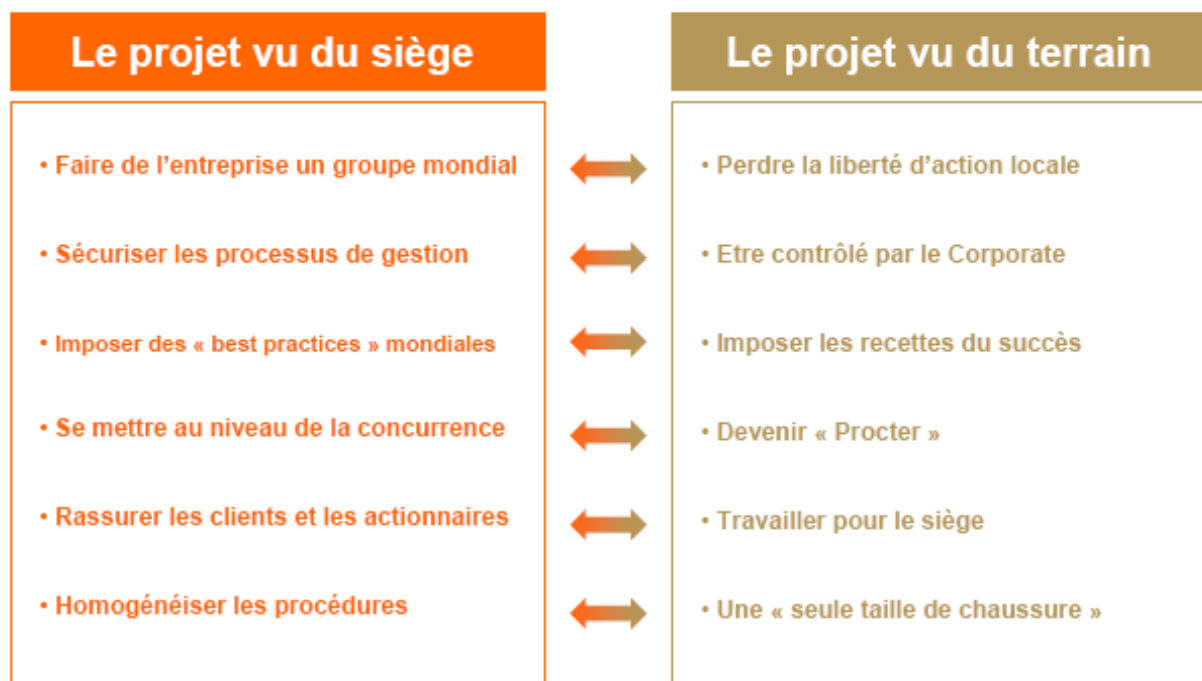 Le projet vu du siège
Le projet vu du terrain
• Faire de l'entreprise un groupe mondial
• Perdre la liberté d'action locale
• Sécuriser les processus de gestion
• Etre contrôlé par le Corporate
• Imposer des « best practices » mondiales
• Imposer les recettes du succès
• Se mettre au niveau de la concurrence
• Devenir « Procter »
• Rassurer les clients et les actionnaires
• Travailler pour le siège
• Homogénéiser les procédures
• Une « seule taille de chaussure »